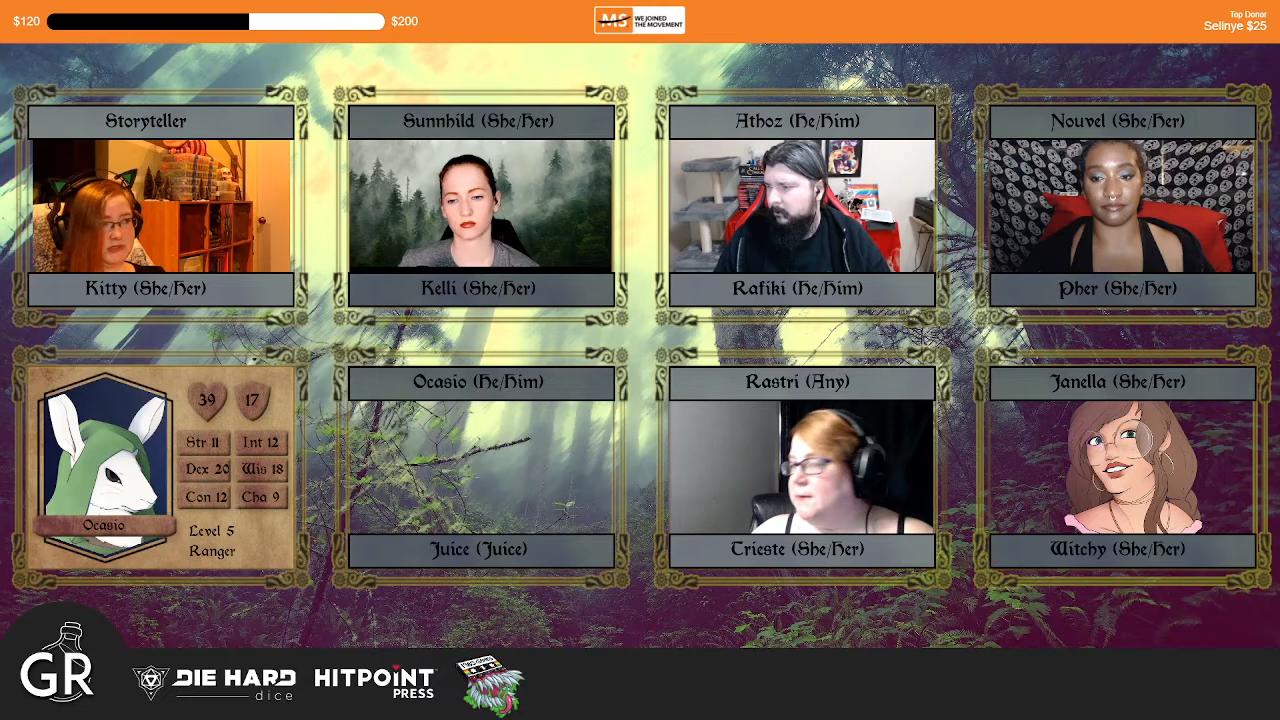 $120
$200
MS
WE JOINED
THE MOVEMENT
Top Donor
Sellnye $25
Storyteller
Sunnhild (She/Her)
Athoz (He/Him)
Nouvel (She/Her)
Kitty (She/Her)
Kelli (She/Her)
Rafiki (He/Him)
Pher (She/Her)
39
17
Str 11
Int 12
Dex 20
Wis 18
Con 12
Cha 9
Ocasio
Level 5
Ranger
Ocasio (He/Him)
Rastri (Any)
Janella (She/Her)
Juice (Juice)
Trieste (She/Her)
Witchy (She/Her)
GR
DIE HARD
dice
HITPOINT
PRESS